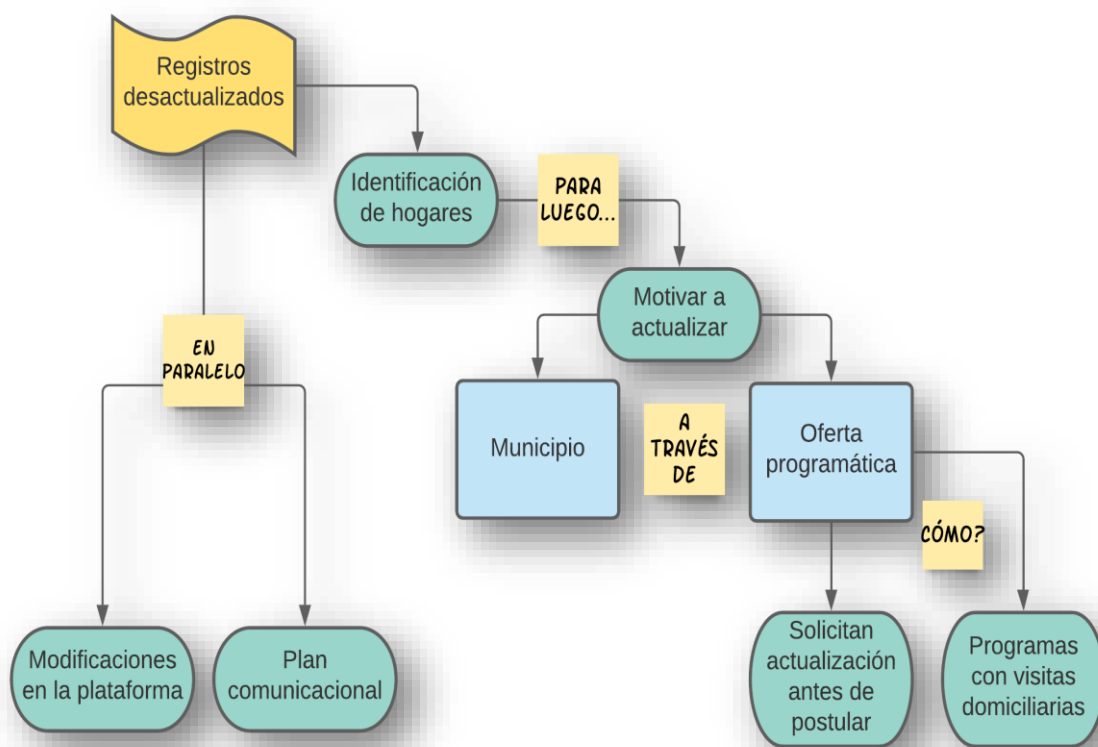 Registros
desactualizados
Identificación
de hogares
PARA
LUEGO...
Motivar a
actualizar
EN
PARALELO
Municipio
A
TRAVÉS
DE
Oferta
programática
CÓMO?
Modificaciones
en la plataforma
Plan
comunicacional
Solicitan
actualización
antes de
postular
Programas
con visitas
domiciliarias